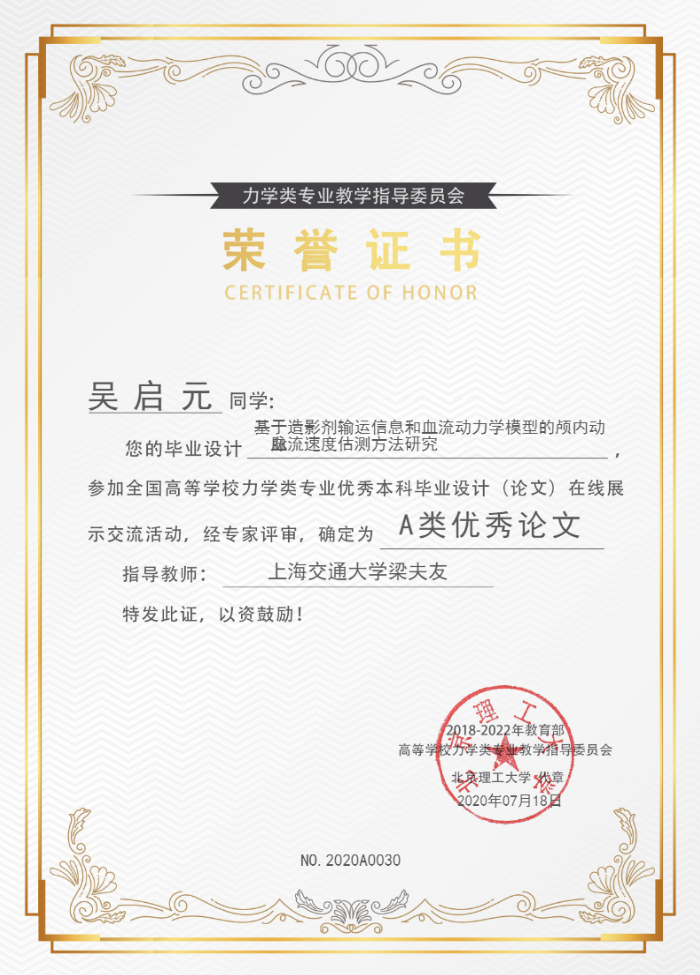 力学类专业教学指导委员会
荣誉证书
CERTIFICATE OF HONOR
吴启元 同学:
您的毕业设计 基于造影剂输运信息和血流动力学模型的颅内动
脉血流速度估测方法研究 ，
参加全国高等学校力学类专业优秀本科毕业设计（论文）在线展
示交流活动，经专家评审，确定为 A类优秀论文
指导教师： 上海交通大学梁夫友
特发此证，以资鼓励！
北京理工大学
2018-2022年教育部
高等学校力学类专业教学指导委员会
北京理工大学 代章
2020年07月18日
NO. 2020A0030